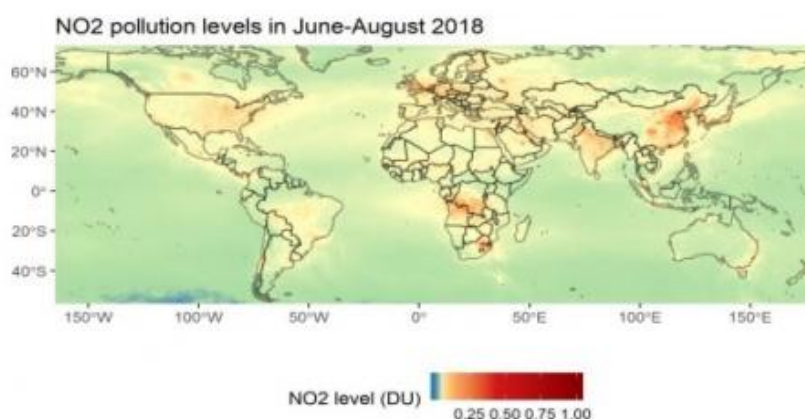 NO2 pollution levels in June-August 2018
60°N
40°N
20°N
0°
20°S
40°S
150°W 100°W 50°W 0° 50°E 100°E 150°E
NO2 level (DU)
0.25 0.50 0.75 1.00